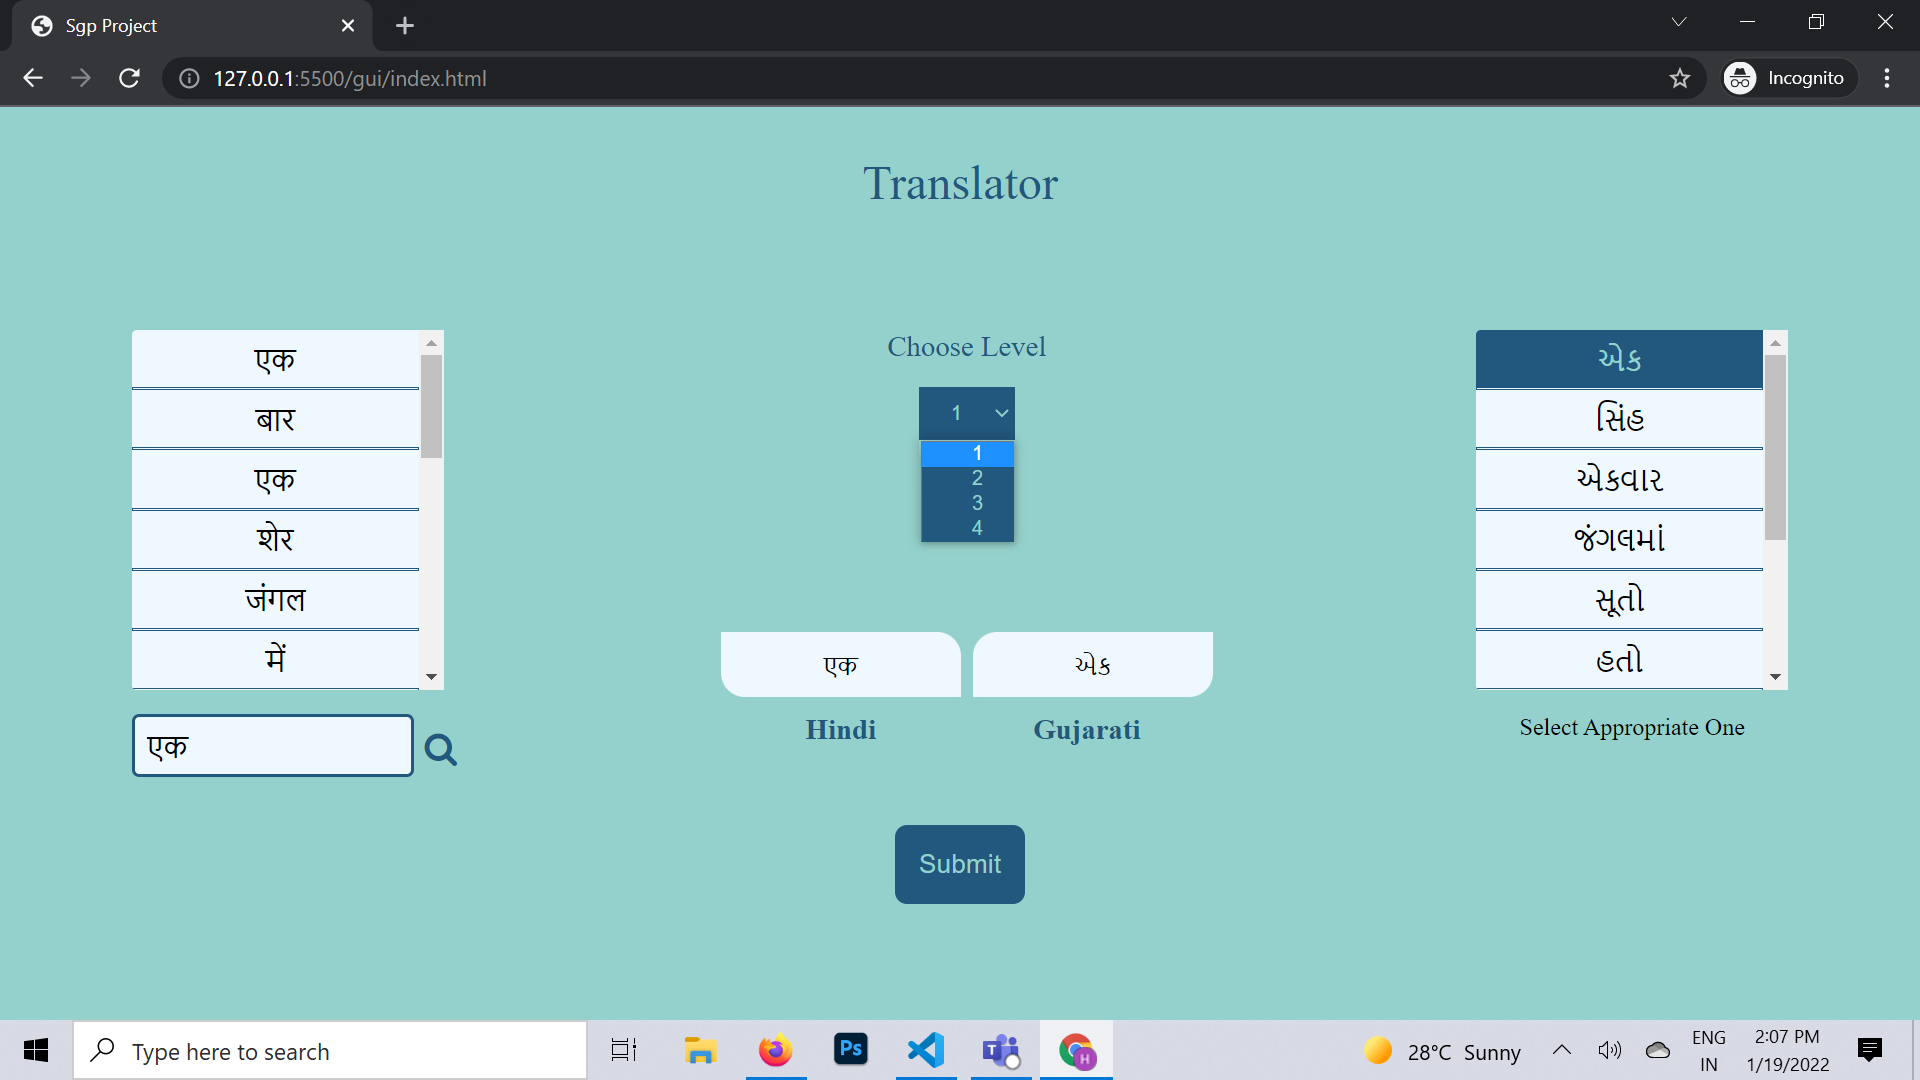 Sgp Project
127.0.0.1:5500/gui/index.html
Incognito
Translator
एक
बार
एक
शेर
जंगल
में
एक
Choose Level
1
1
2
3
4
एक
એક
Hindi
Gujarati
Submit
એક
સિંહ
એકવાર
જંગલમાં
સૂતો
હતો
Select Appropriate One
Type here to search
Ps
T
H
28°C Sunny
ENG
IN
2:07 PM
1/19/2022